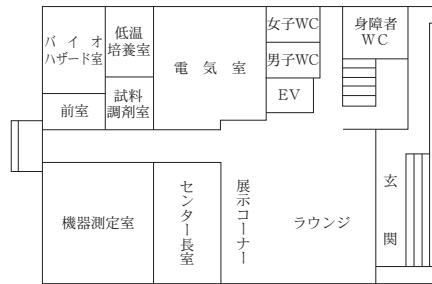 バイオ
ハザード室
低温
培養室
電気室
女子WC
男子WC
EV
身障者
WC
前室
試料
調剤室
機器測定室
センター長室
展示コーナー
ラウンジ
玄関